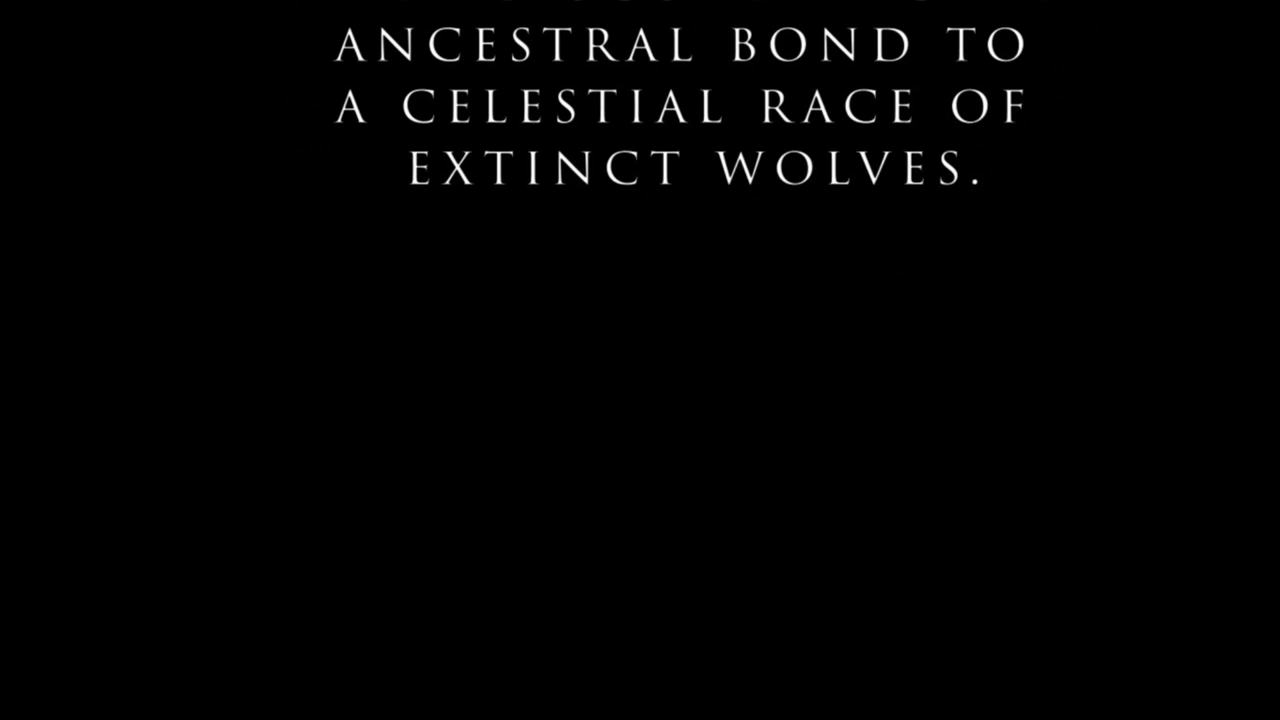 ANCESTRAL BOND TO
A CELESTIAL RACE OF
EXTINCT WOLVES.